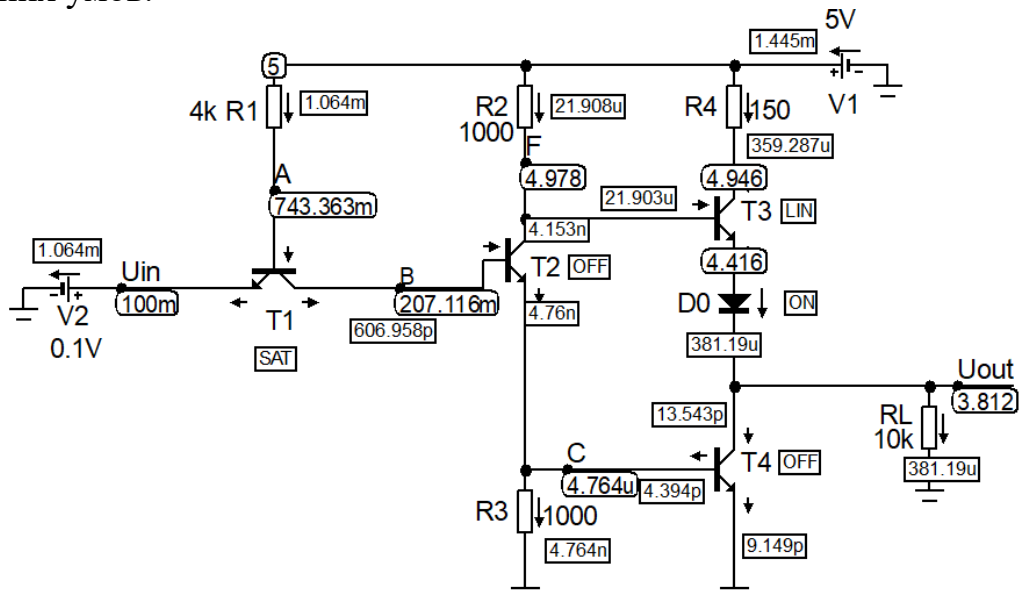 5V
1.445m
V1
5
4k R1
1.064m
R2
1000
21.908u
R4
150
359.287u
F
4.978
4.946
A
743.363m
21.903u
T3
LIN
4.153n
T2
OFF
4.416
1.064m
Uin
100m
V2
0.1V
T1
SAT
B
207.116m
606.958p
4.76n
D0
ON
381.19u
Uout
3.812
13.543p
RL
10k
381.19u
C
4.764u
4.394p
T4
OFF
R3
1000
4.764n
9.149p